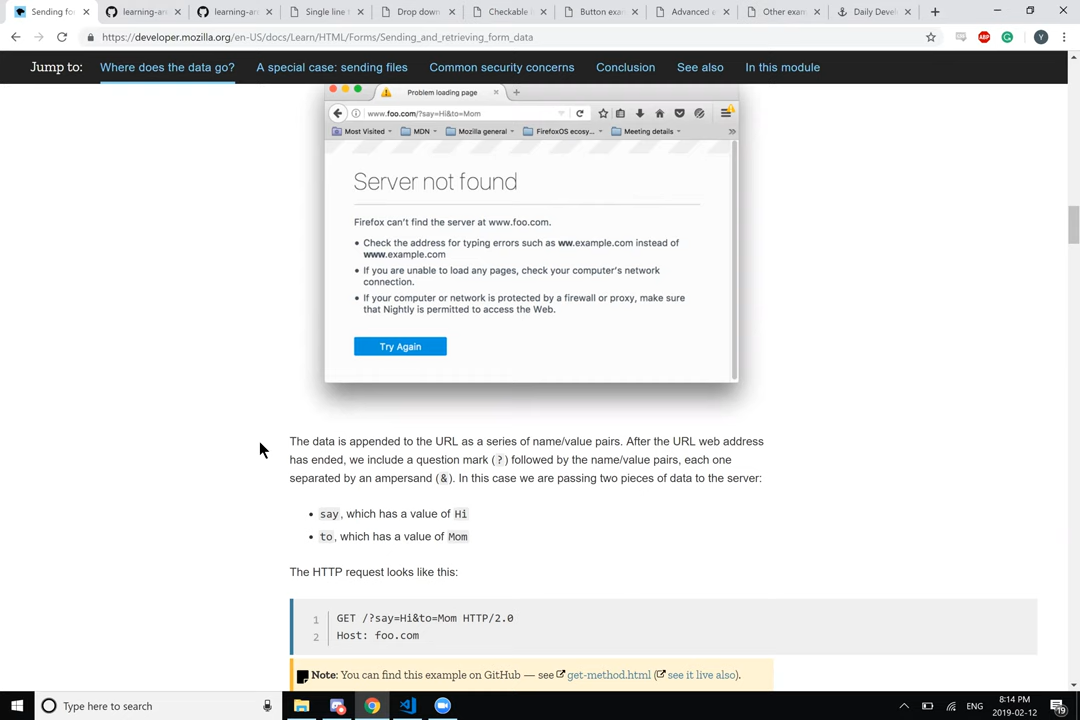 Sending fo
learning-are
learning-are
Single line t
Drop down
Checkable
Button exa
Advanced a
Other exam
Daily Devel
https://developer.mozilla.org/en-US/docs/Learn/HTML/Forms/Sending_and_retrieving_form_data
ABP
Y
Jump to: Where does the data go? A special case: sending files Common security concerns Conclusion See also In this module
Problem loading page
www.foo.com/?say=Hi&to=Mom
Most Visited MDN Mozilla general FirefoxOS ecosy... Meeting details
Server not found
Firefox can't find the server at www.foo.com.
• Check the address for typing errors such as ww.example.com instead of
www.example.com
• If you are unable to load any pages, check your computer's network
connection.
• If your computer or network is protected by a firewall or proxy, make sure
that Nightly is permitted to access the Web.
Try Again
The data is appended to the URL as a series of name/value pairs. After the URL web address
has ended, we include a question mark (?) followed by the name/value pairs, each one
separated by an ampersand (&). In this case we are passing two pieces of data to the server:
• say, which has a value of Hi
• to, which has a value of Mom
The HTTP request looks like this:
1 GET /?say=Hi&to=Mom HTTP/2.0
2 Host: foo.com
Note: You can find this example on GitHub — see get-method.html (see it live also).
Type here to search
ENG
8:14 PM
2019-02-12
19